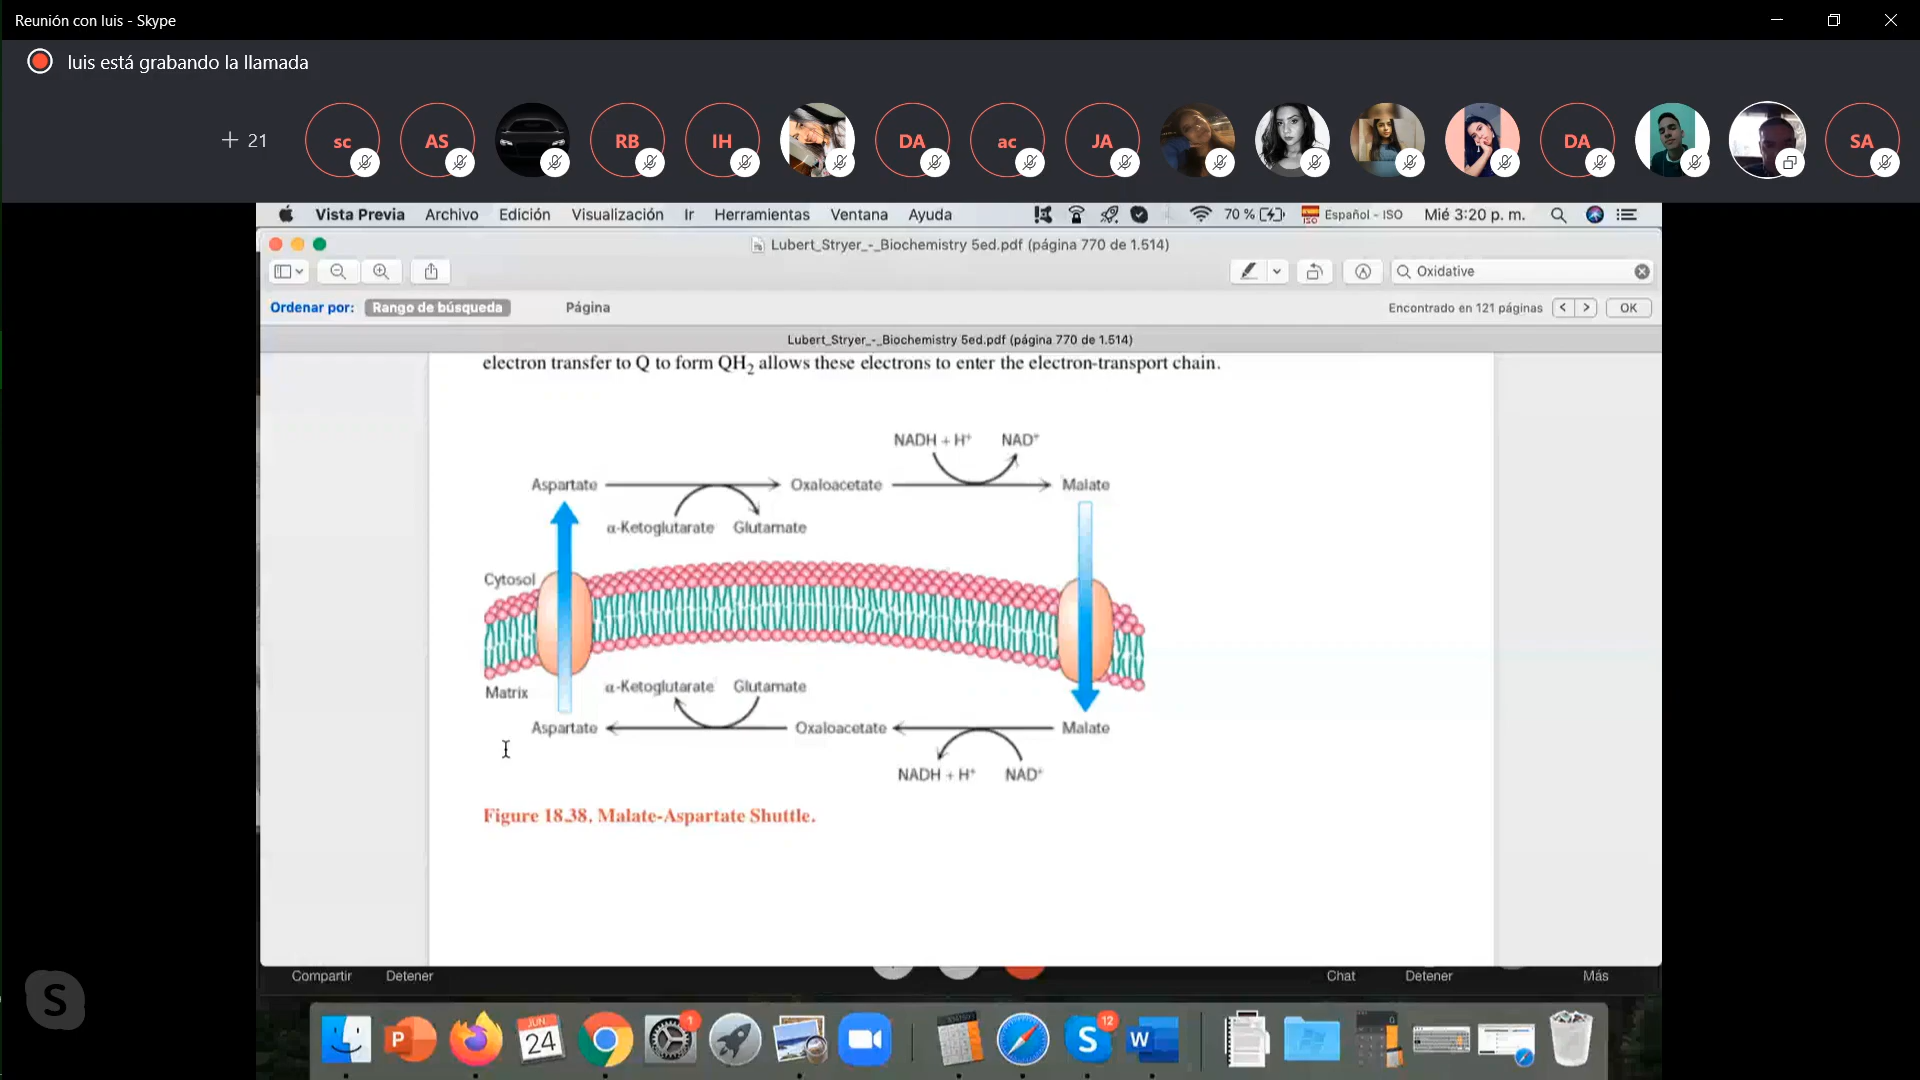 Reunión con luis - Skype
luis está grabando la llamada
+ 21
sc AS RB IH DA ac JA DA SA
Vista Previa Archivo Edición Visualización Ir Herramientas Ventana Ayuda 70 % ISO Español - ISO Mié 3:20 p. m.
Lubert_Stryer_-_Biochemistry 5ed.pdf (página 770 de 1.514)
Oxidative
Ordenar por: Rango de búsqueda Página Encontrado en 121 páginas < > OK
Lubert_Stryer_-_Biochemistry 5ed.pdf (página 770 de 1.514)
electron transfer to Q to form QH2 allows these electrons to enter the electron-transport chain.
NADH + H+ NAD+
Aspartate Oxaloacetate Malate
α-Ketoglutarate Glutamate
Cytosol
Matrix
α-Ketoglutarate Glutamate
Aspartate Oxaloacetate Malate
NADH + H+ NAD+
Figure 18.38. Malate-Aspartate Shuttle.
Compartir Detener Chat Detener Más
S
P JUN 24 1 S 12 W